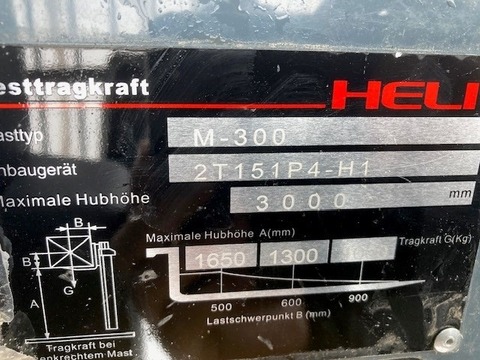 esttragkraft HELI
asttyp M-300
nbaugerät 2T151P4-H1
Maximale Hubhöhe 3000 mm
Maximale Hubhöhe A(mm) Tragkraft G(Kg)
1650 1300
500 600 900
Lastschwerpunkt B (mm)
B
B
G
A
Tragkraft bei
enkrechtem Mast